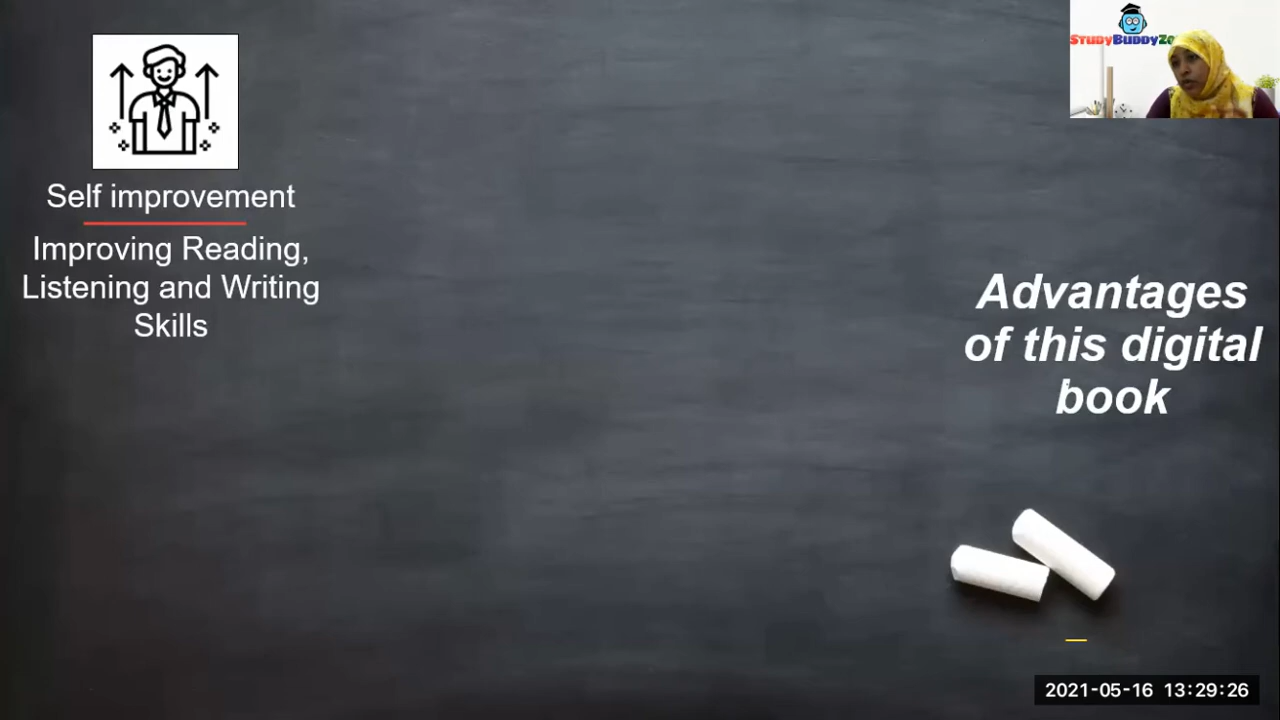 Self improvement
Improving Reading,
Listening and Writing
Skills
StudyBuddyZo
Advantages
of this digital
book
2021-05-16 13:29:26